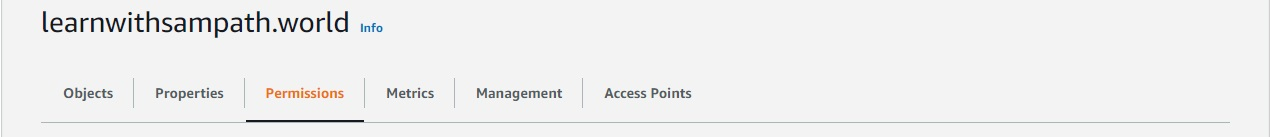 learnwithsampath.world Info
Objects Properties Permissions Metrics Management Access Points